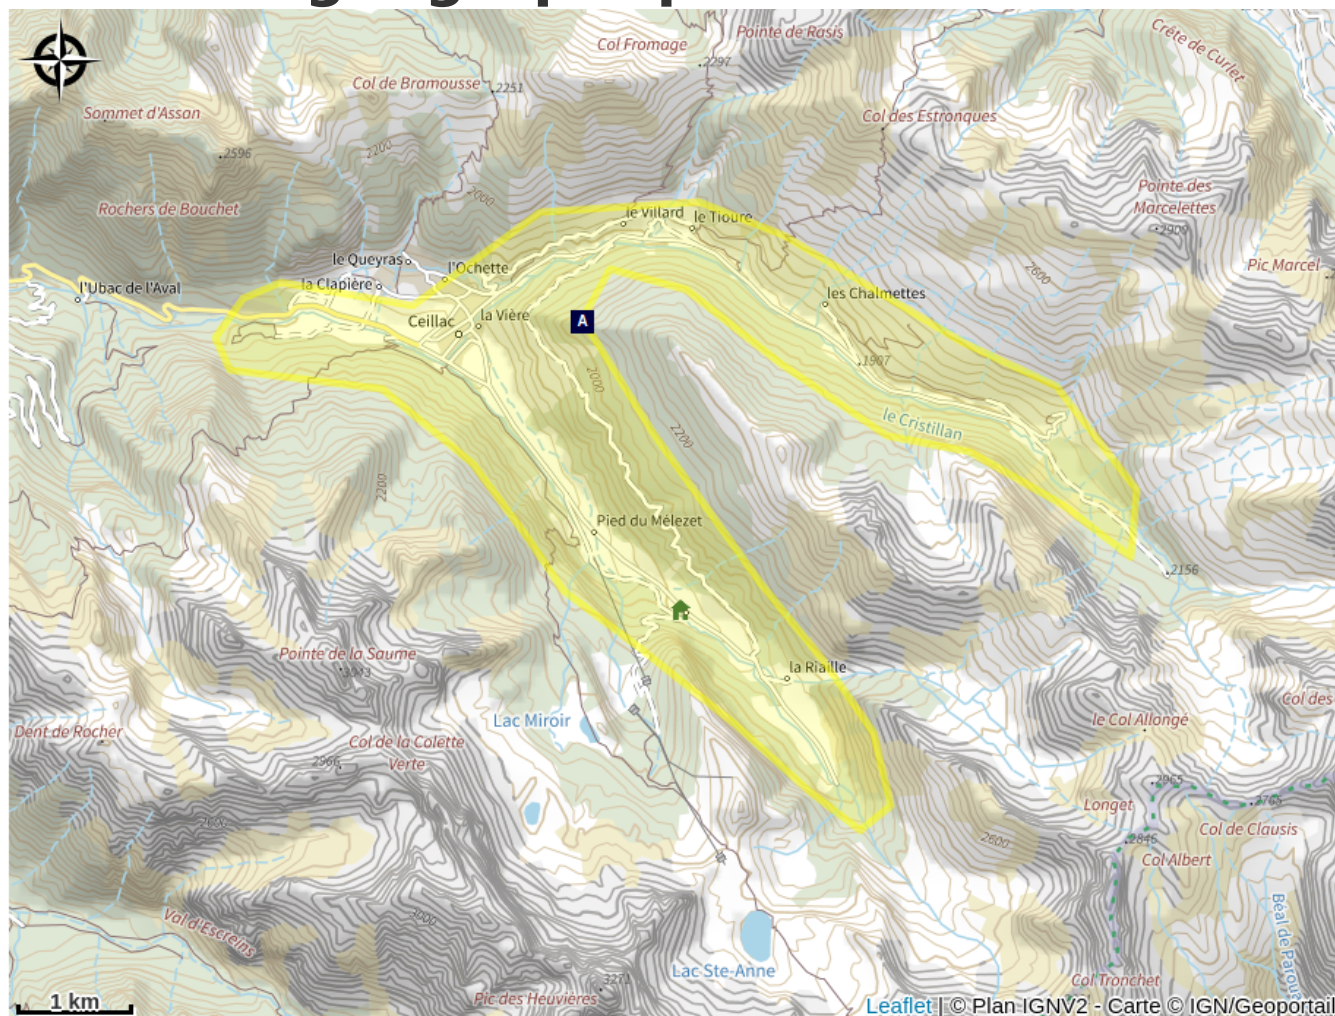 Col Fromage
Pointe de Rasis
Crête de Curlet
2297
Col de Bramousse
2251
Sommet d'Assan
Col des Estronques
2596
2200
Rochers de Bouchet
2000
Pointe des
Marcelettes
2909
le Villard
le Tioure
le Queyras
l'Ochette
2600
Pic Marcel
l'Ubac de l'Aval
la Clapière
les Chalmettes
Ceillac
la Vière
A
1907
2000
le Cristillan
2200
2200
Pied du Mélezet
2156
Pointe de la Saume
3043
la Riaille
Col des
Lac Miroir
le Col Allongé
Dent de Rocher
Col de la Colette
Verte
2966
2965
2765
Longet
Col de Clausis
2846
2600
Col Albert
3000
Val d'Escreins
Béal de Parou
Lac Ste-Anne
3271
Col Tronchet
Pic des Heuvières
1 km
Leaflet | © Plan IGNV2 - Carte © IGN/Geoportail